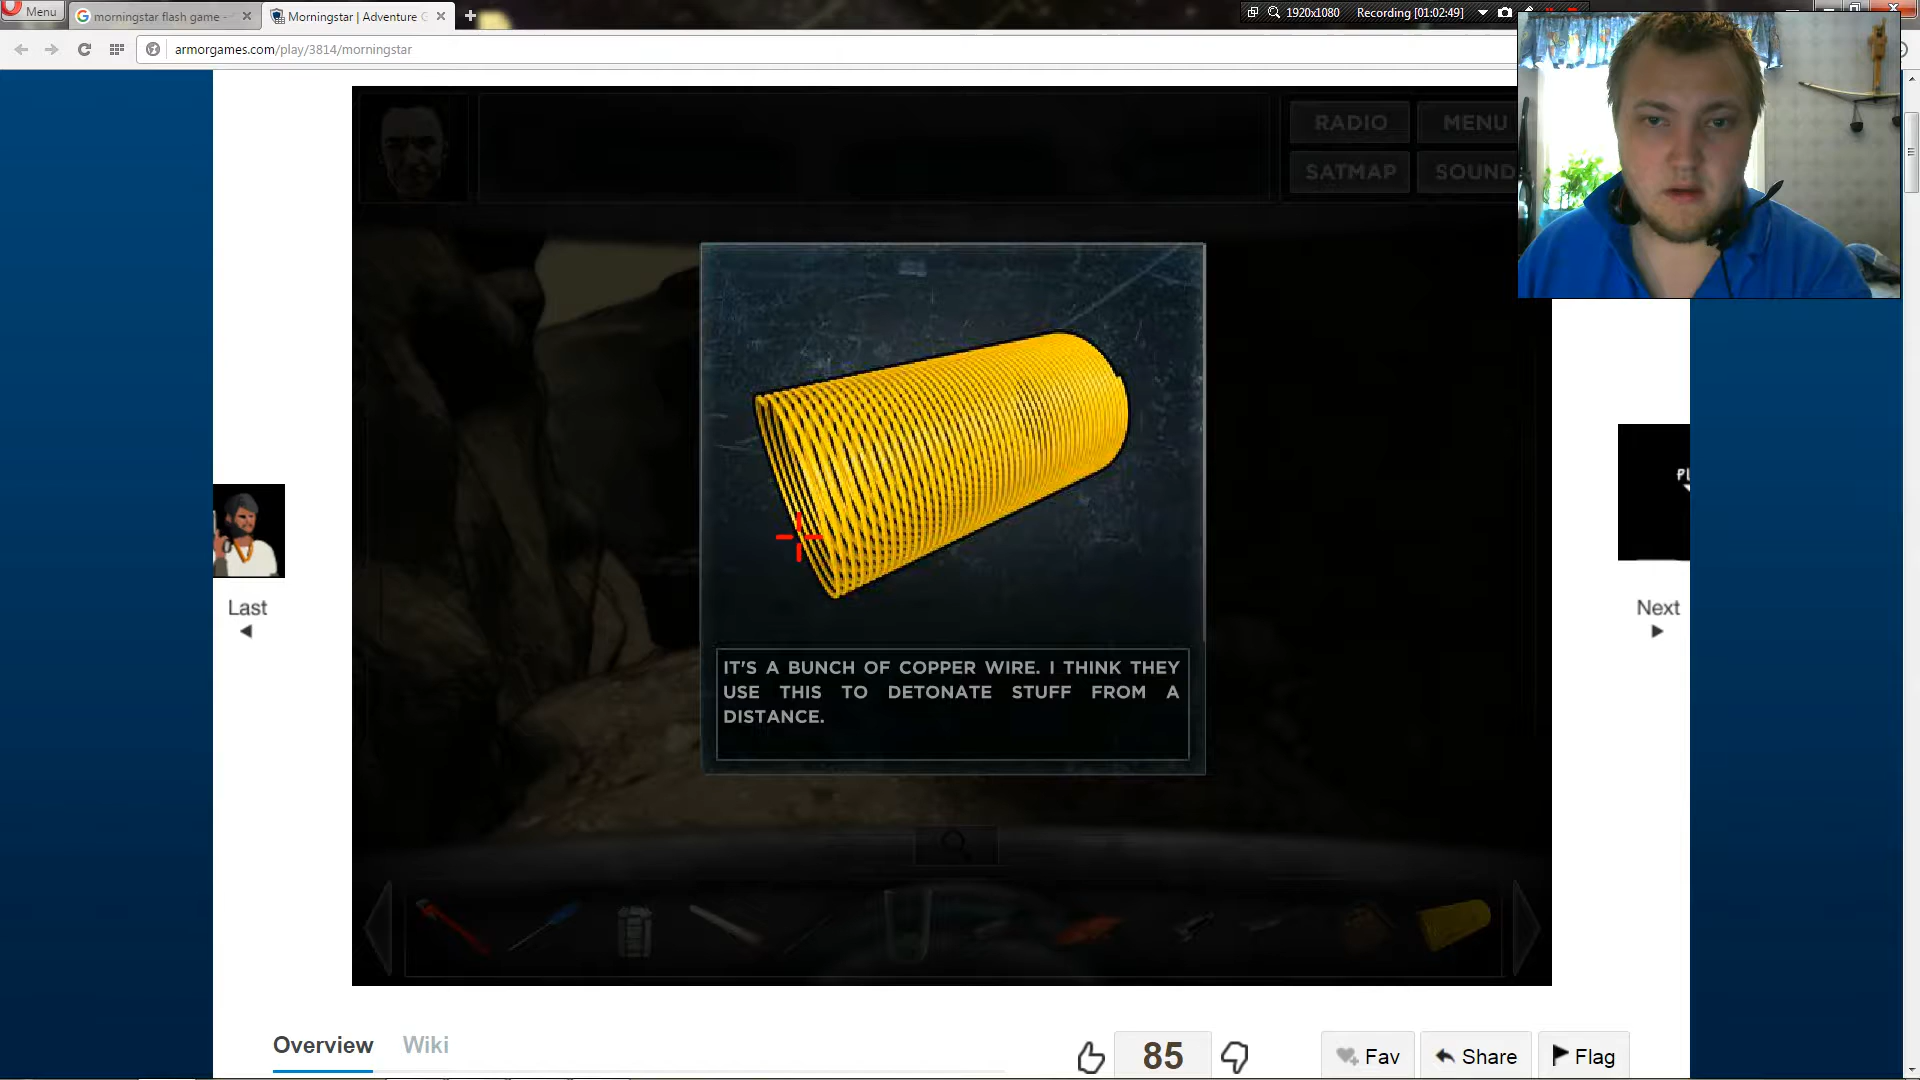 Menu
morningstar flash game -
Morningstar | Adventure G
1920x1080
Recording [01:02:49]
armorgames.com/play/3814/morningstar
RADIO
MENU
SATMAP
SOUND
Last
Next
IT'S A BUNCH OF COPPER WIRE. I THINK THEY
USE THIS TO DETONATE STUFF FROM A
DISTANCE.
Overview
Wiki
85
Fav
Share
Flag